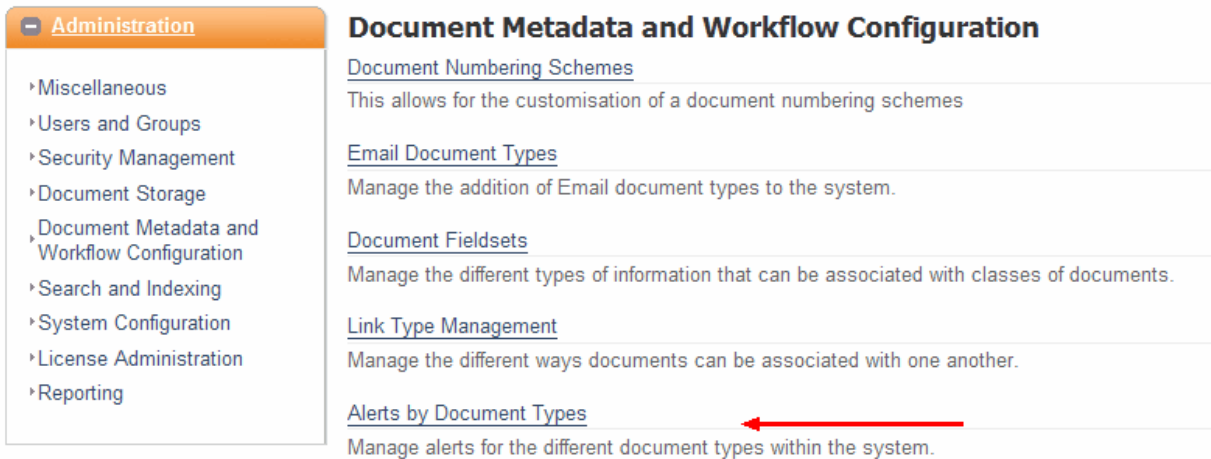 Administration
Miscellaneous
Users and Groups
Security Management
Document Storage
Document Metadata and
Workflow Configuration
Search and Indexing
System Configuration
License Administration
Reporting
Document Metadata and Workflow Configuration
Document Numbering Schemes
This allows for the customisation of a document numbering schemes
Email Document Types
Manage the addition of Email document types to the system.
Document Fieldsets
Manage the different types of information that can be associated with classes of documents.
Link Type Management
Manage the different ways documents can be associated with one another.
Alerts by Document Types
Manage alerts for the different document types within the system.